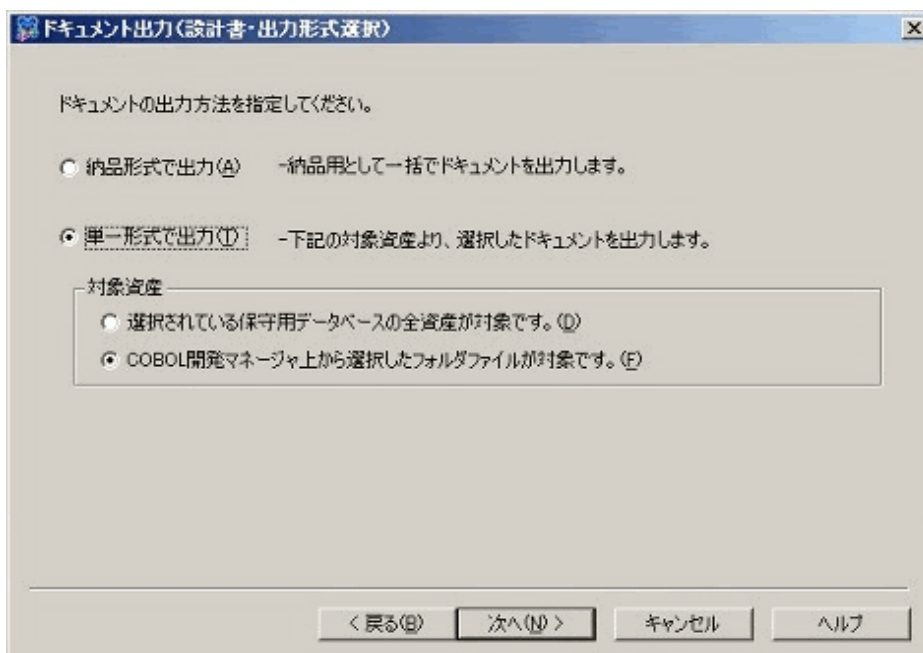 ドキュメント出力(設計書・出力形式選択)
ドキュメントの出力方法を指定してください。
納品形式で出力(A) -納品用として一括でドキュメントを出力します。
単一形式で出力(T) -下記の対象資産より、選択したドキュメントを出力します。
対象資産
選択されている保守用データベースの全資産が対象です。(D)
COBOL開発マネージャ上から選択したフォルダファイルが対象です。(F)
< 戻る(B) 次へ(N) > キャンセル ヘルプ